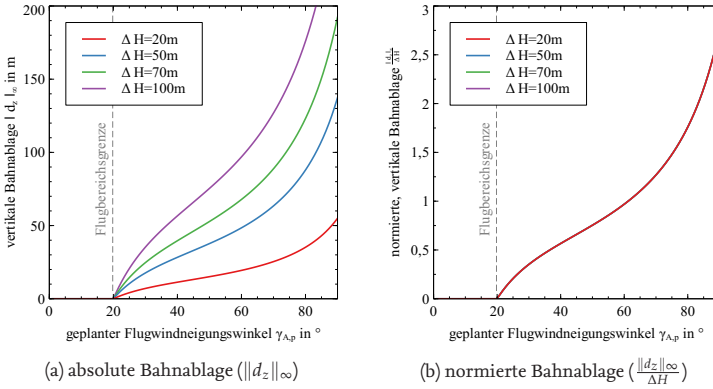 vertikale Bahnablage | d_z |_∞ in m
200
150
100
50
0
0 20 40 60 80
Δ H=20m
Δ H=50m
Δ H=70m
Δ H=100m
Flugbereichsgrenze
geplanter Flugwindneigungswinkel γ_A,p in °
(a) absolute Bahnablage (‖d_z‖_∞)
normierte, vertikale Bahnablage |d_z|_∞/ΔH
3
2,5
2
1,5
1
0,5
0
0 20 40 60 80
Δ H=20m
Δ H=50m
Δ H=70m
Δ H=100m
Flugbereichsgrenze
geplanter Flugwindneigungswinkel γ_A,p in °
(b) normierte Bahnablage (‖d_z‖_∞/ΔH)